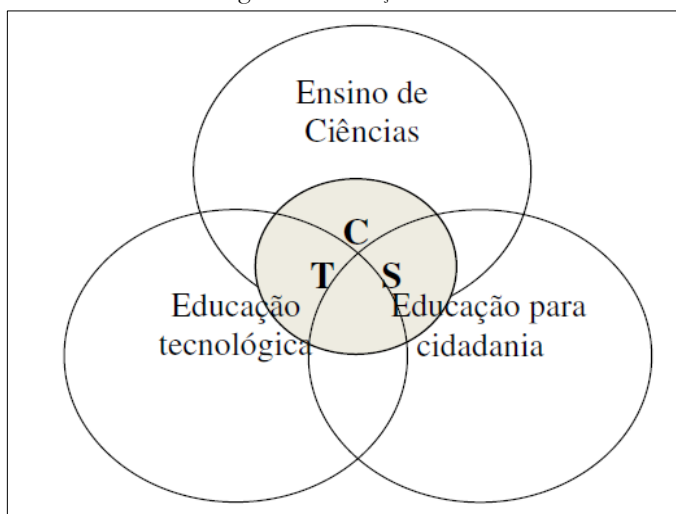 Ensino de
Ciências
C
T S
Educação
tecnológica
Educação para
cidadania